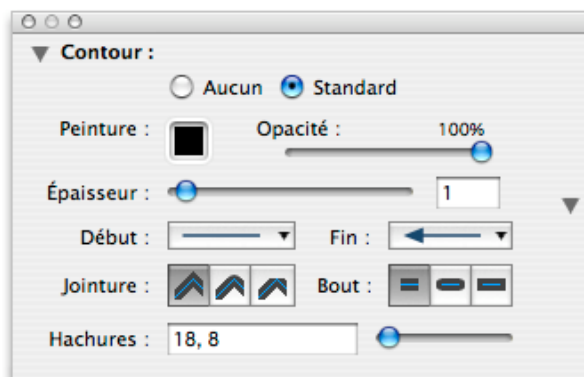 Contour :
Aucun Standard
Peinture : Opacité : 100%
Épaisseur : 1
Début : Fin :
Jointure : Bout :
Hachures : 18, 8